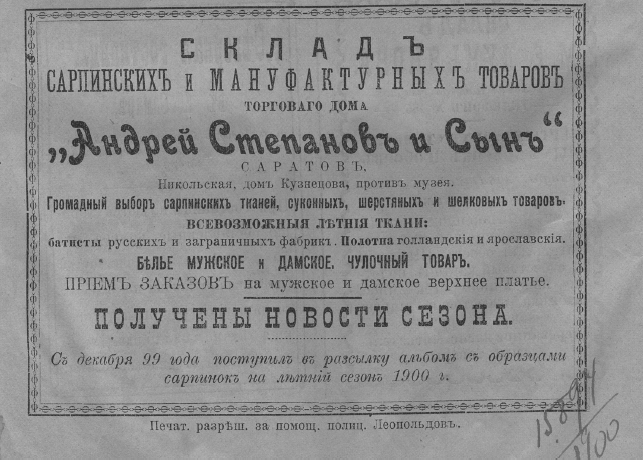 СКЛАДЪ
САРПИНСКИХЪ и МАНУФАКТУРНЫХЪ ТОВАРОВЪ
ТОРГОВАГО ДОМА
„Андрей Степановъ и Сынъ“
САРАТОВЪ,
Никольская, домъ Кузнецова, противъ музея.
Громадный выборъ сарпинскихъ тканей, суконныхъ, шерстяныхъ и шелковыхъ товаровъ.
ВСЕВОЗМОЖНЫЯ ЛѢТНІЯ ТКАНИ:
батисты русскихъ и заграничныхъ фабрик. Полотна голландскія и ярославскія.
БѢЛЬЕ МУЖСКОЕ и ДАМСКОЕ, ЧУЛОЧНЫЙ ТОВАРЪ.
ПРІЕМЪ ЗАКАЗОВЪ на мужское и дамское верхнее платье.
ПОЛУЧЕНЫ НОВОСТИ СЕЗОНА.
Съ декабря 99 года поступилъ въ разсылку альбомъ съ образцами
сарпинокъ на лѣтній сезонъ 1900 г.
Печат. разрѣш. за помощ. полиц. Леопольдовъ.